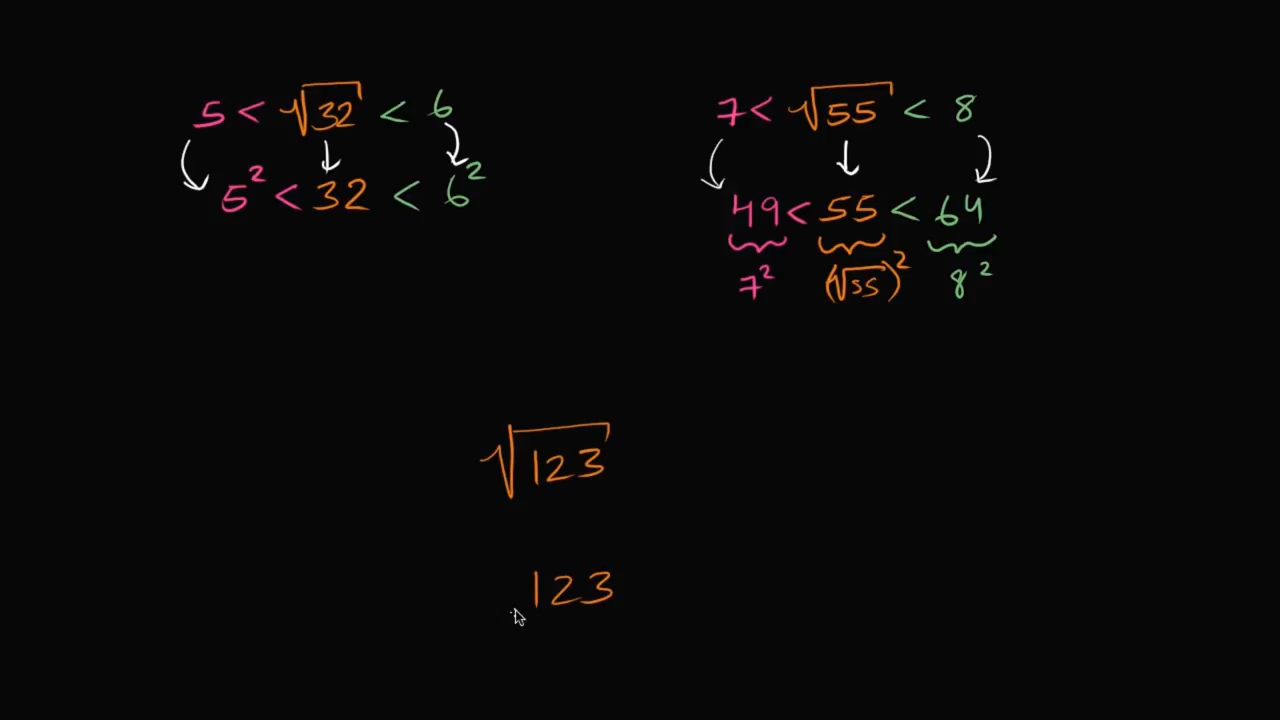 5 < √32 < 6
5² < 32 < 6²
7 < √55 < 8
49 < 55 < 64
7² (√55)² 8²
√123
123